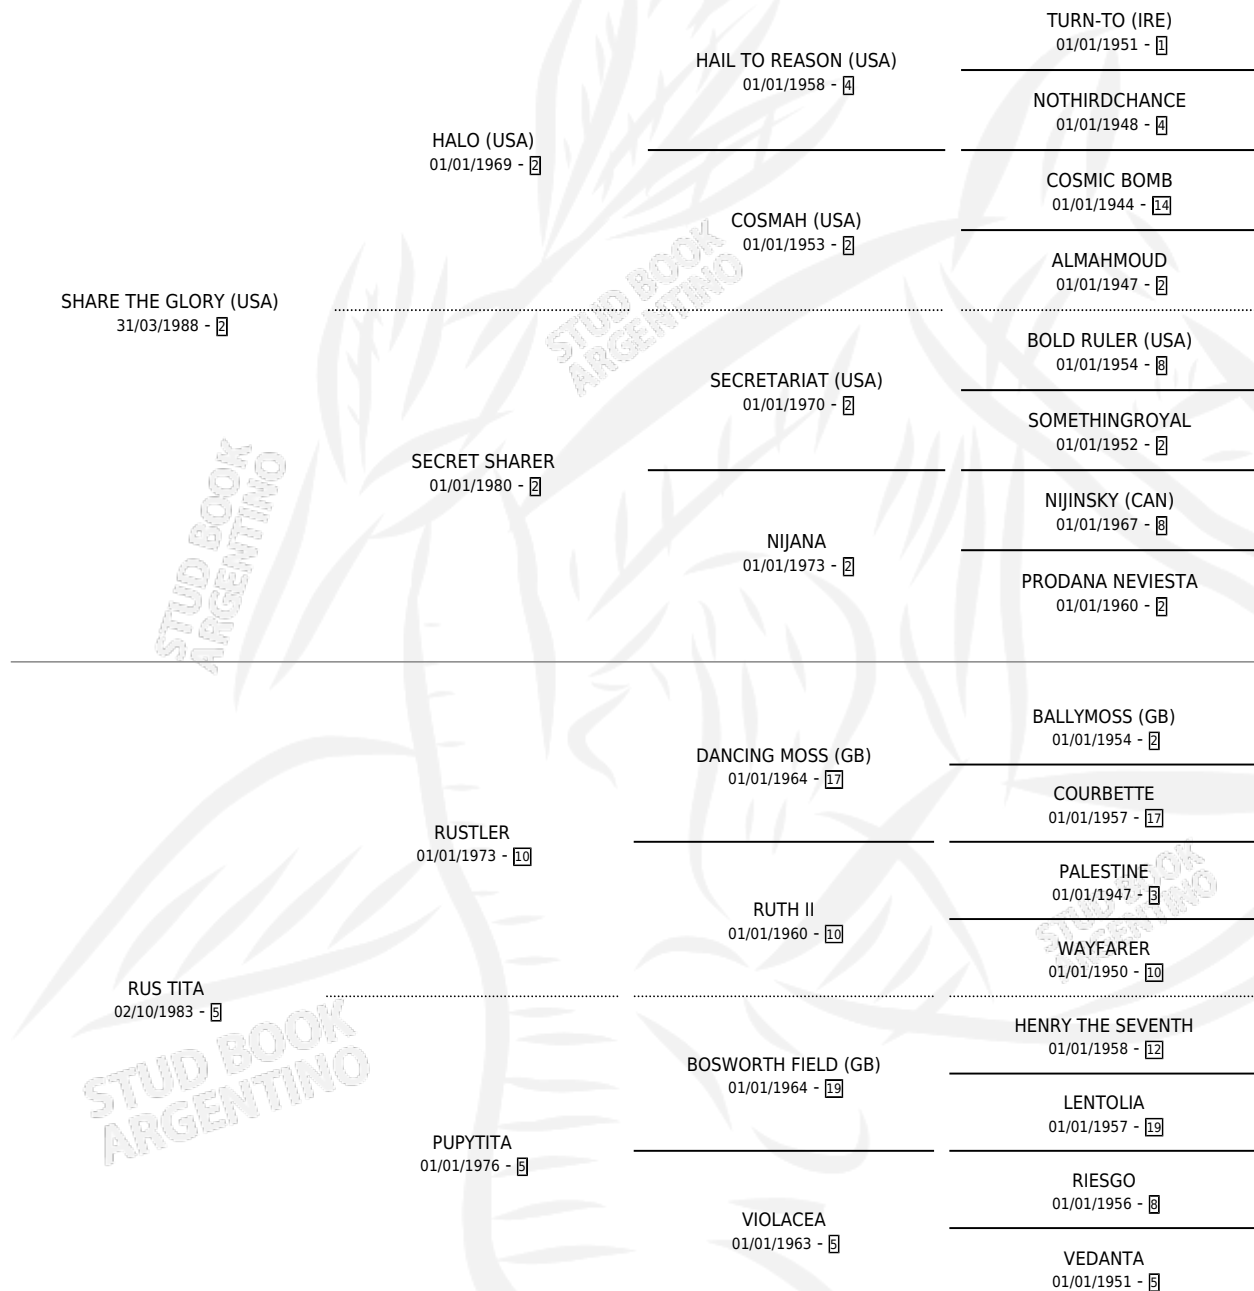 TURN-TO (IRE)
01/01/1951 - 1
HAIL TO REASON (USA)
01/01/1958 - 4
NOTHIRDCHANCE
01/01/1948 - 4
HALO (USA)
01/01/1969 - 2
COSMIC BOMB
01/01/1944 - 14
COSMAH (USA)
01/01/1953 - 2
ALMAHMOUD
01/01/1947 - 2
SHARE THE GLORY (USA)
31/03/1988 - 2
BOLD RULER (USA)
01/01/1954 - 8
SECRETARIAT (USA)
01/01/1970 - 2
SOMETHINGROYAL
01/01/1952 - 2
SECRET SHARER
01/01/1980 - 2
NIJINSKY (CAN)
01/01/1967 - 8
NIJANA
01/01/1973 - 2
PRODANA NEVIESTA
01/01/1960 - 2
BALLYMOSS (GB)
01/01/1954 - 2
DANCING MOSS (GB)
01/01/1964 - 17
COURBETTE
01/01/1957 - 17
RUSTLER
01/01/1973 - 10
PALESTINE
01/01/1947 - 3
RUTH II
01/01/1960 - 10
WAYFARER
01/01/1950 - 10
RUS TITA
02/10/1983 - 5
HENRY THE SEVENTH
01/01/1958 - 12
BOSWORTH FIELD (GB)
01/01/1964 - 19
LENTOLIA
01/01/1957 - 19
PUPYTITA
01/01/1976 - 5
RIESGO
01/01/1956 - 8
VIOLACEA
01/01/1963 - 5
VEDANTA
01/01/1951 - 5
STUD BOOK
ARGENTINO
STUD BOOK
ARGENTINO
STUD BOOK
ARGENTINO
STUD BOOK
ARGENTINO